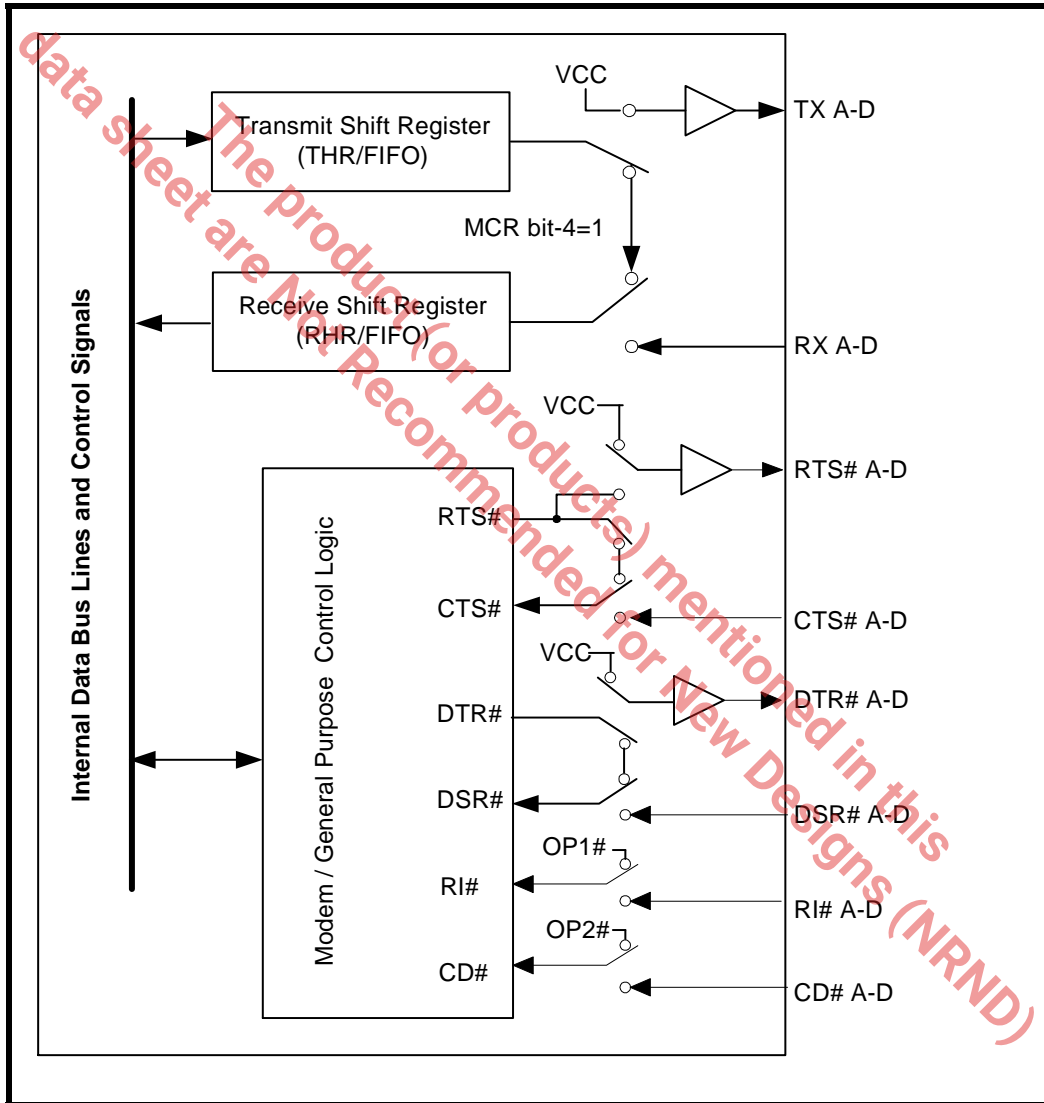 VCC
TX A-D
Transmit Shift Register
(THR/FIFO)
MCR bit-4=1
Receive Shift Register
(RHR/FIFO)
RX A-D
VCC
RTS# A-D
RTS#
CTS#
CTS# A-D
VCC
DTR# A-D
DTR#
DSR#
DSR# A-D
OP1#
RI#
RI# A-D
OP2#
CD#
CD# A-D
Internal Data Bus Lines and Control Signals
Modem / General Purpose Control Logic
The product (or products) mentioned in this
data sheet are Not Recommended for New Designs (NRND)